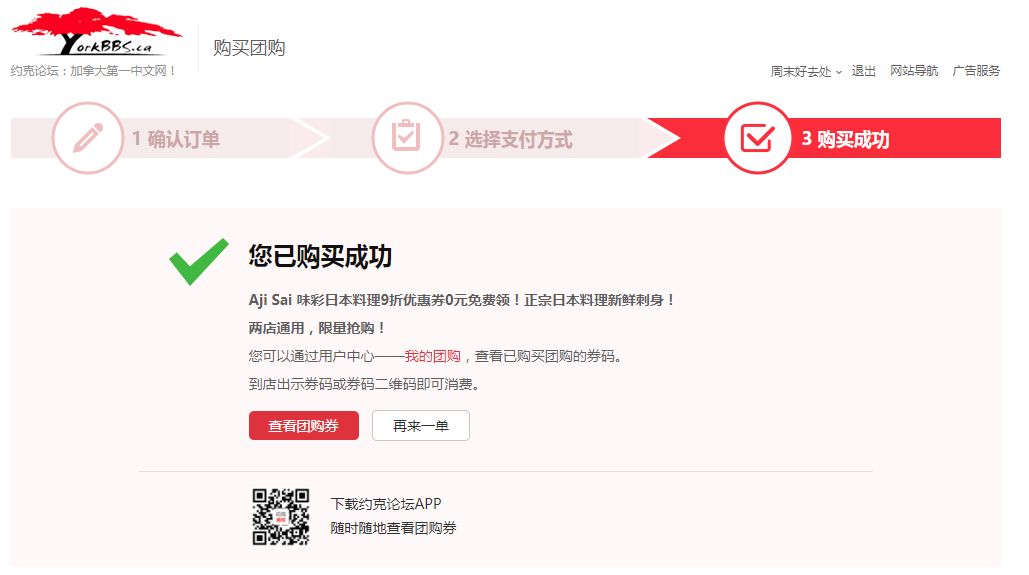 YorkBBS.ca
约克论坛：加拿大第一中文网！
购买团购
周末好去处 退出 网站导航 广告服务
1 确认订单
2 选择支付方式
3 购买成功
您已购买成功
Aji Sai 味彩日本料理9折优惠券0元免费领！正宗日本料理新鲜刺身！
两店通用，限量抢购！
您可以通过用户中心——我的团购，查看已购买团购的券码。
到店出示券码或券码二维码即可消费。
查看团购券 再来一单
下载约克论坛APP
随时随地查看团购券